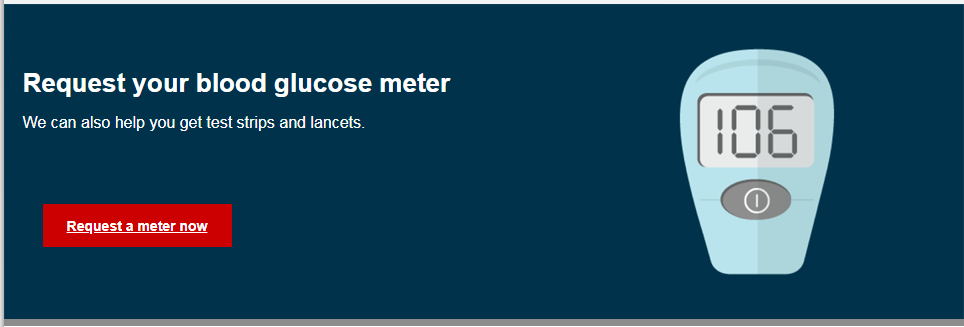 Request your blood glucose meter
We can also help you get test strips and lancets.
106
Request a meter now